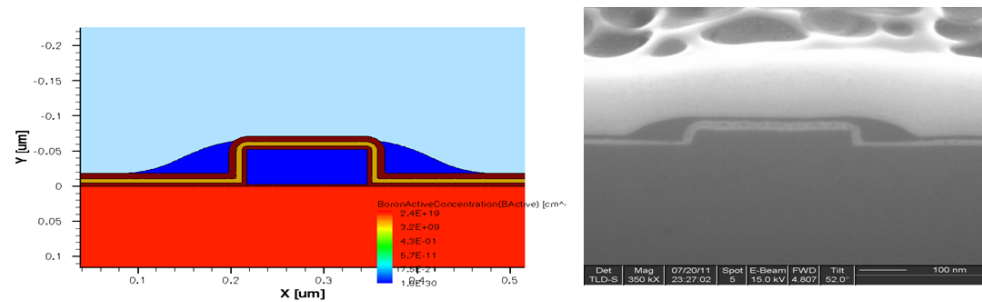 -0.2
-0.15
-0.1
-0.05
0
0.05
0.1
Y [um]
BoronActiveConcentration(BActive) [cm^-
2.4E+19
3.2E+09
4.3E-01
5.7E-11
0.1
0.2
0.3
0.4
0.5
X [um]
Det Mag 07/20/11 Spot E-Beam FWD Tilt 100 nm
TLD-S 350 kX 23:27:02 5 15.0 kV 4.807 52.0°